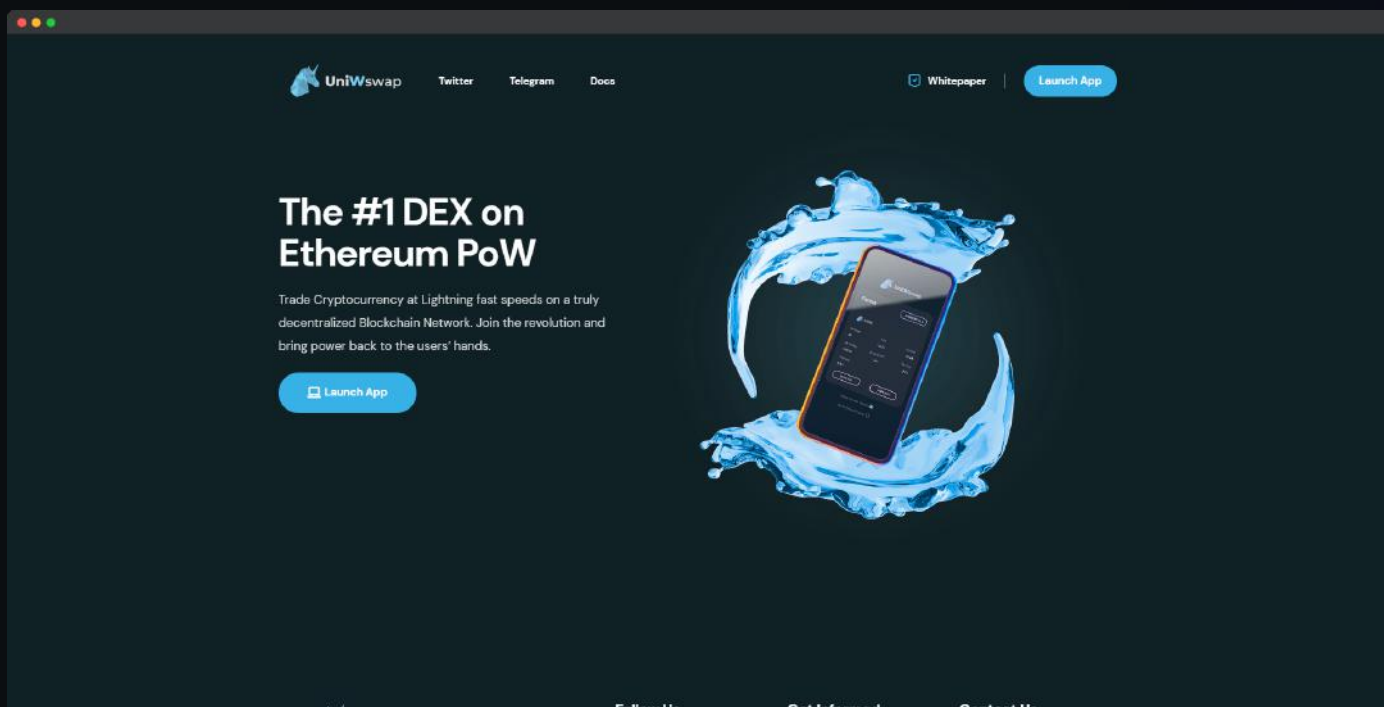 UniWswap
Twitter
Telegram
Docs
Whitepaper
Launch App
The #1 DEX on
Ethereum PoW
Trade Cryptocurrency at Lightning fast speeds on a truly
decentralized Blockchain Network. Join the revolution and
bring power back to the users' hands.
Launch App